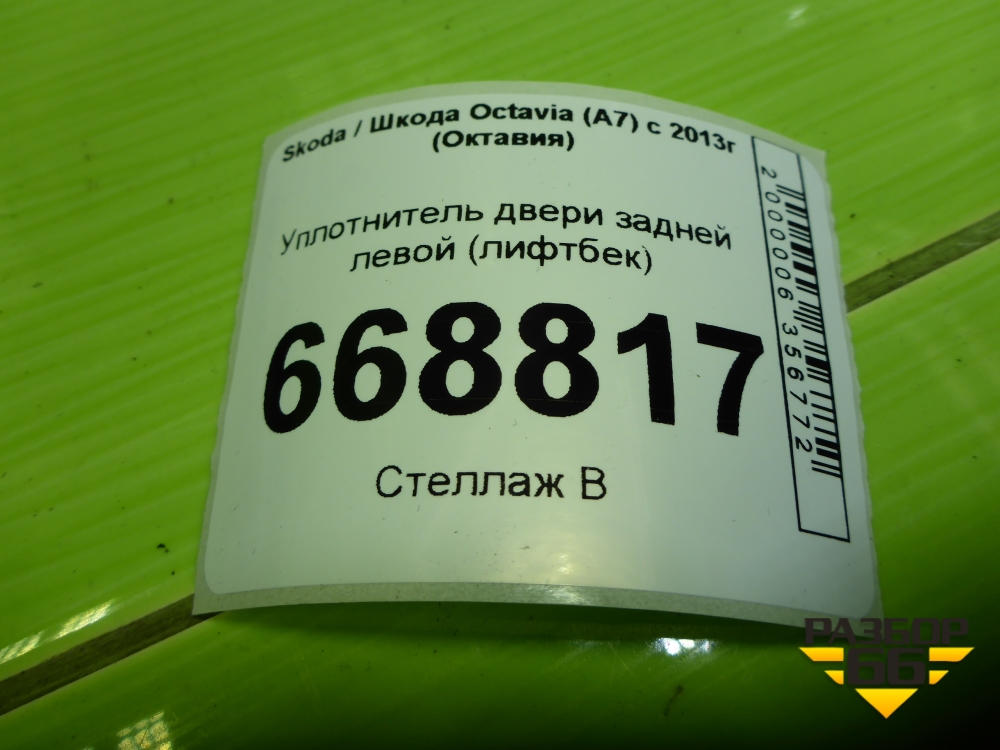 Skoda / Шкода Octavia (A7) с 2013г
(Октавия)
Уплотнитель двери задней
левой (лифтбек)
668817
Стеллаж В
2000006356772
РАЗБОР
66